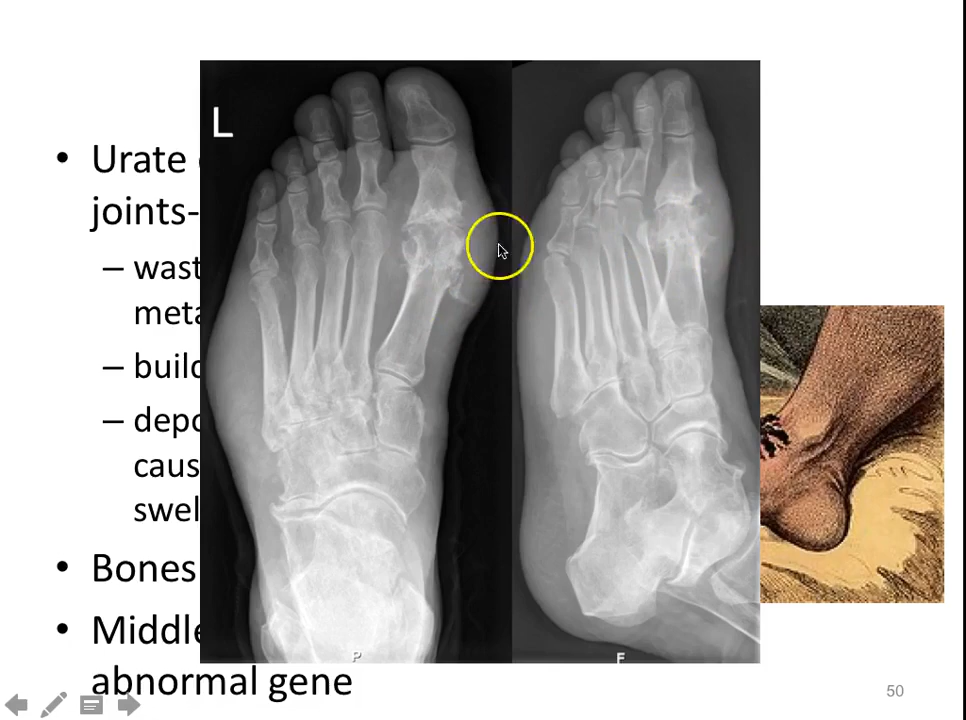 L
• Urate
joints-
– wast
meta
– build
– depo
caus
swel
• Bones
• Middle
abnormal gene
P
F
50